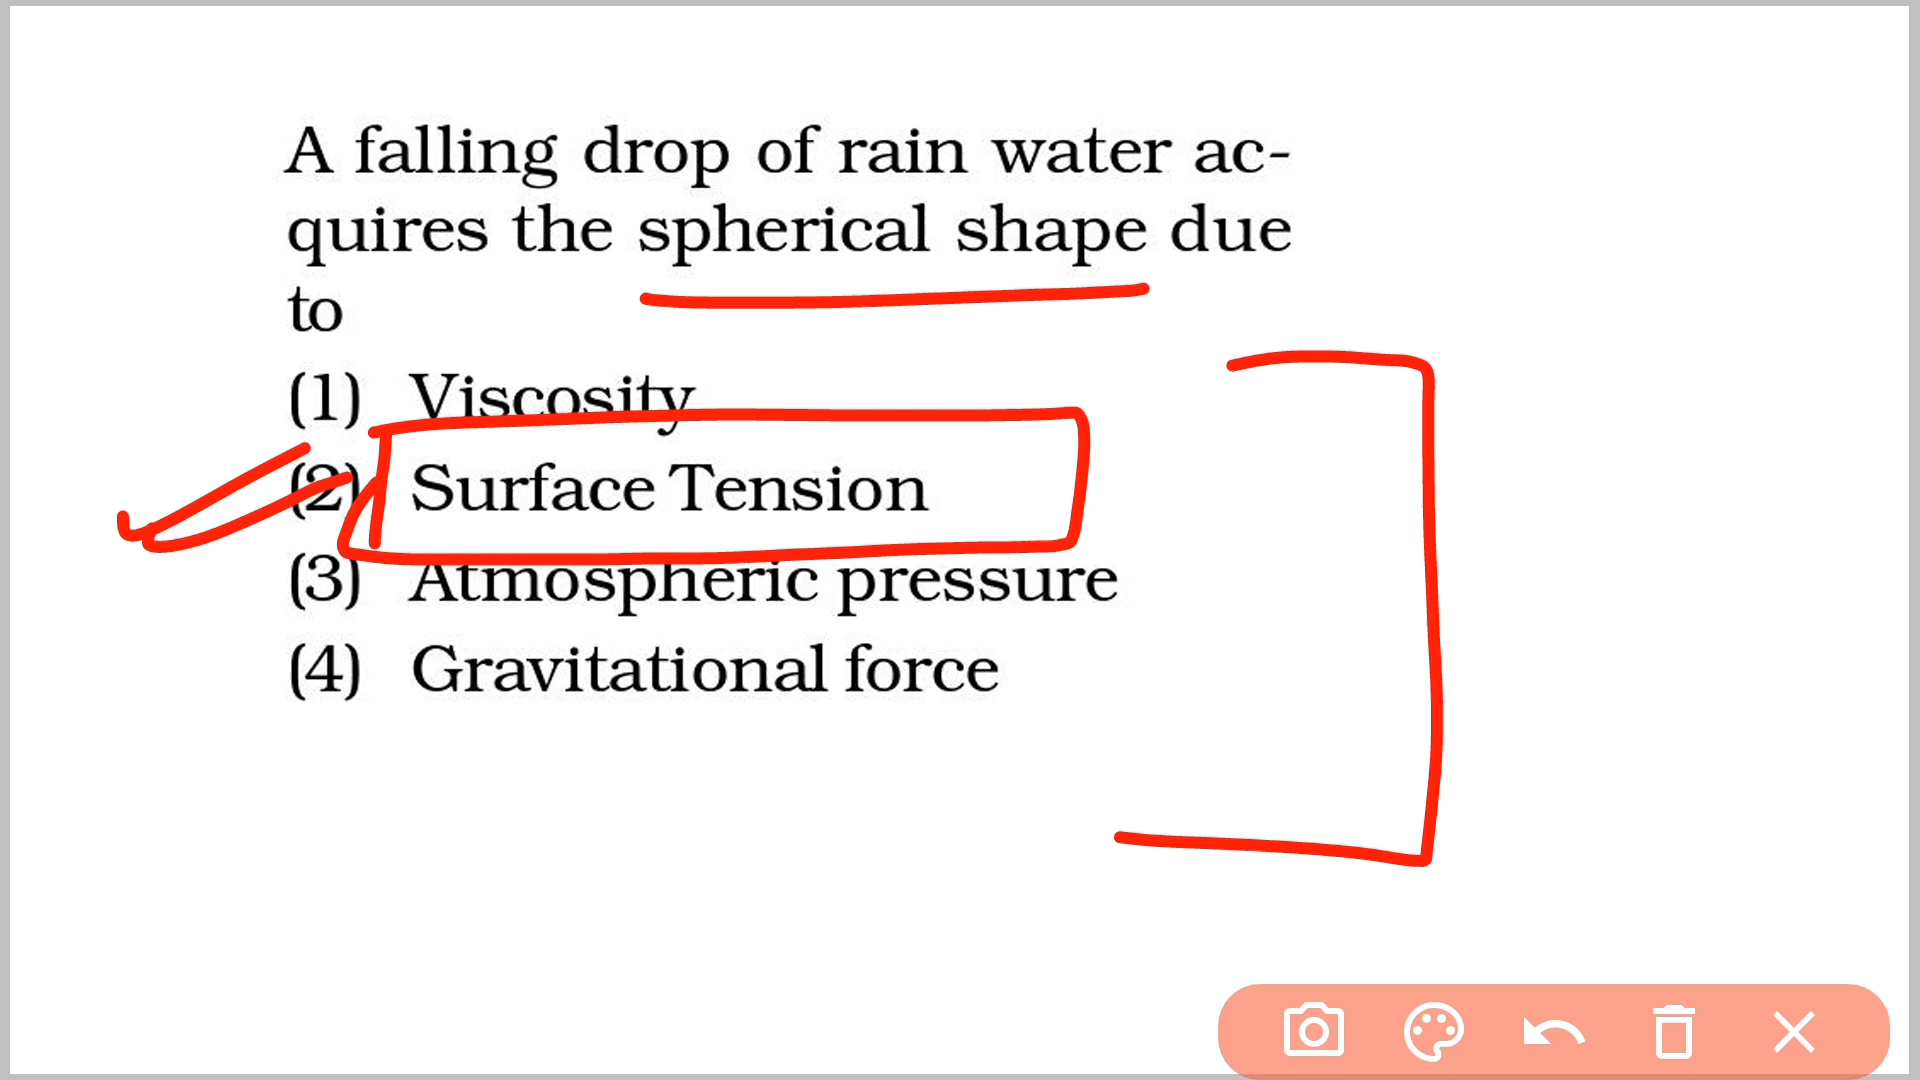 A falling drop of rain water ac-
quires the spherical shape due
to
(1) Viscosity
(2) Surface Tension
(3) Atmospheric pressure
(4) Gravitational force